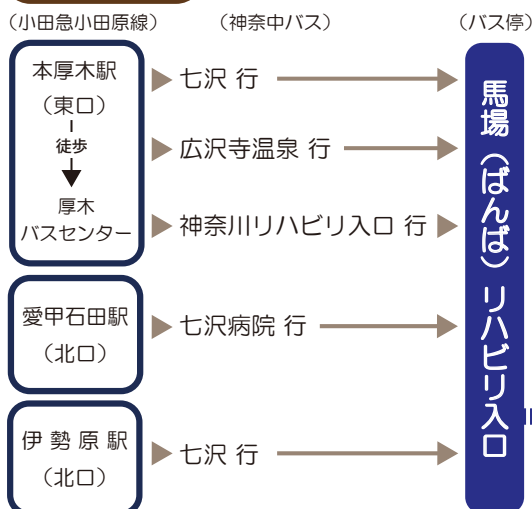 （小田急小田原線）
（神奈中バス）
（バス停）
本厚木駅
（東口）
徒歩
厚木
バスセンター
七沢 行
広沢寺温泉 行
神奈川リハビリ入口 行
愛甲石田駅
（北口）
七沢病院 行
伊勢原駅
（北口）
七沢 行
馬場（ばんば）リハビリ入口